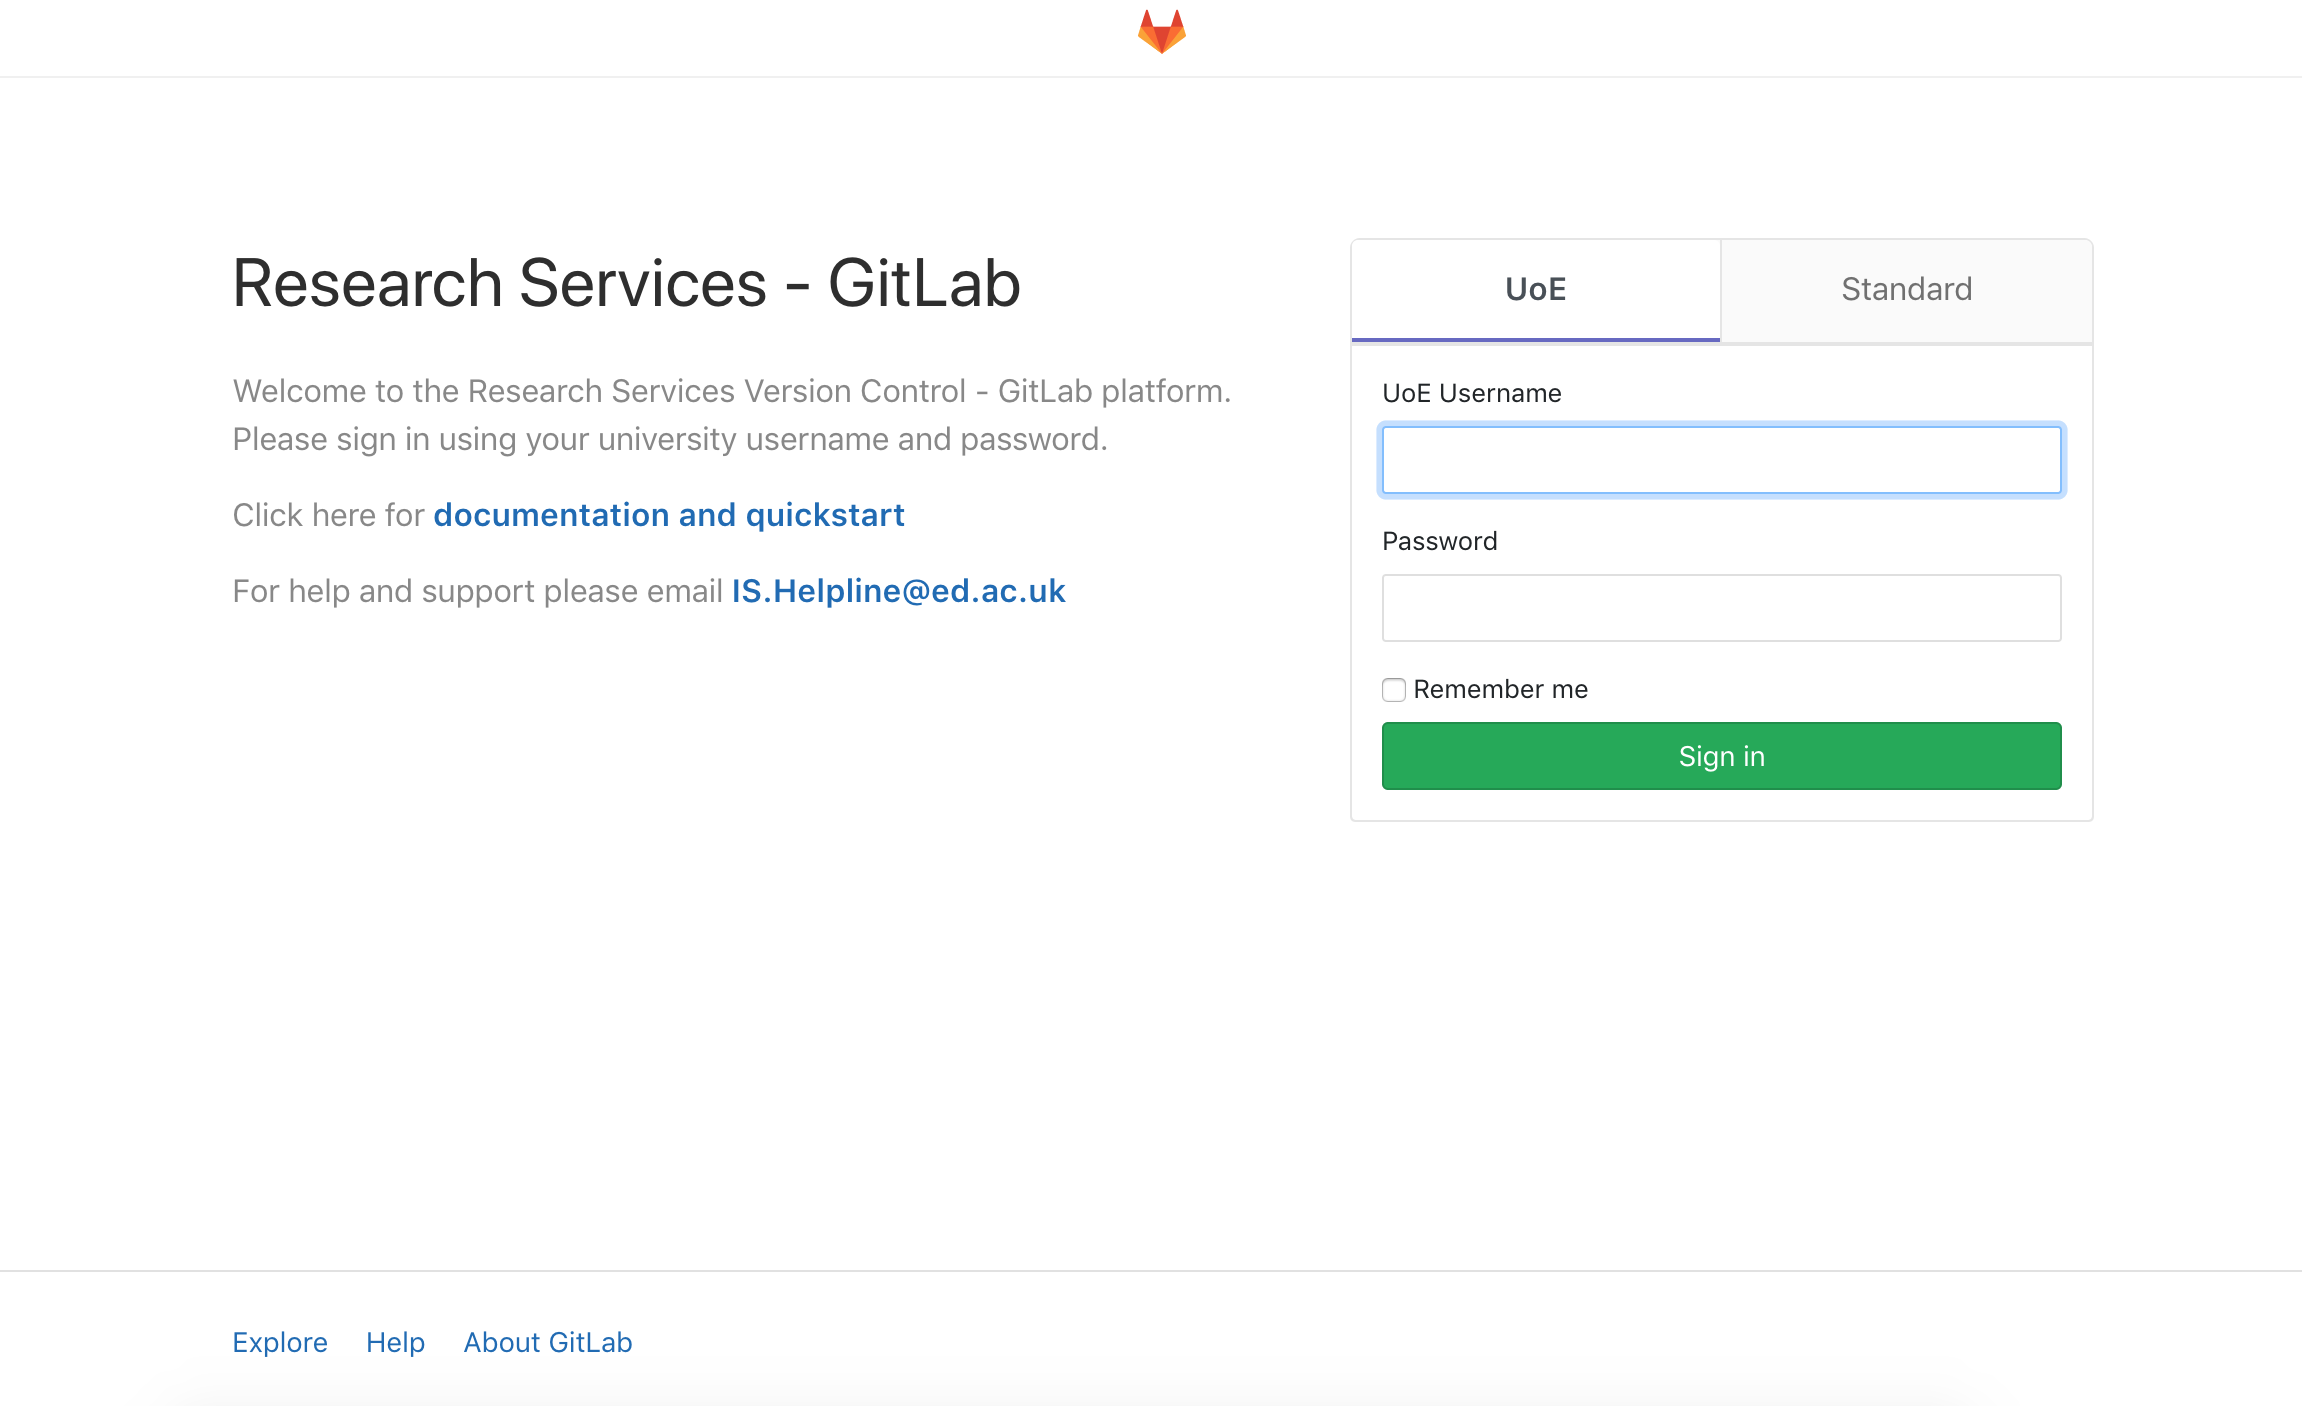 Research Services - GitLab
Welcome to the Research Services Version Control - GitLab platform.
Please sign in using your university username and password.
Click here for documentation and quickstart
For help and support please email IS.Helpline@ed.ac.uk
UoE
Standard
UoE Username
Password
Remember me
Sign in
Explore Help About GitLab